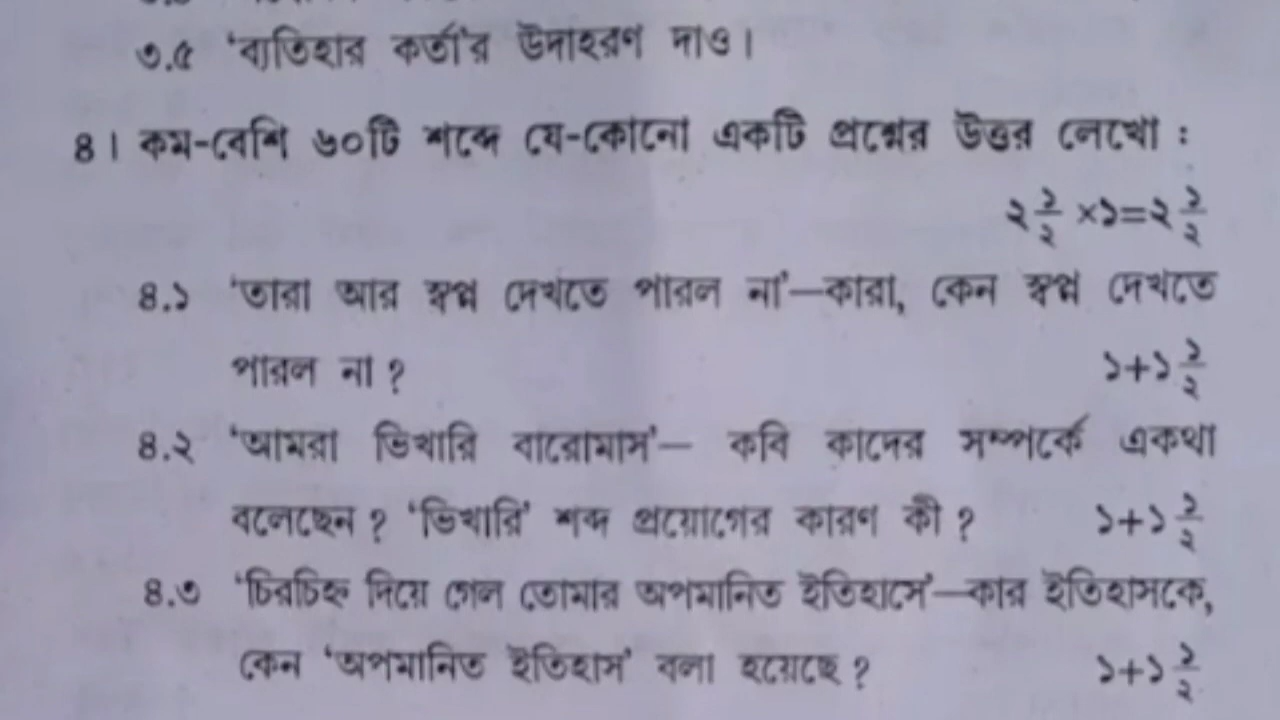 ৩.৫ 'ব্যতিহার কর্তা'র উদাহরণ দাও।
৪। কম-বেশি ৬০টি শব্দে যে-কোনো একটি প্রশ্নের উত্তর লেখো :
২ ১/২ ×১=২ ১/২
৪.১ 'তারা আর স্বপ্ন দেখতে পারল না'—কারা, কেন স্বপ্ন দেখতে
পারল না ? ১+১ ১/২
৪.২ 'আমরা ভিখারি বারোমাস'— কবি কাদের সম্পর্কে একথা
বলেছেন ? 'ভিখারি' শব্দ প্রয়োগের কারণ কী ? ১+১ ১/২
৪.৩ 'চিরচিহ্ন দিয়ে গেল তোমার অপমানিত ইতিহাসে'—কার ইতিহাসকে,
কেন 'অপমানিত ইতিহাস' বলা হয়েছে ? ১+১ ১/২